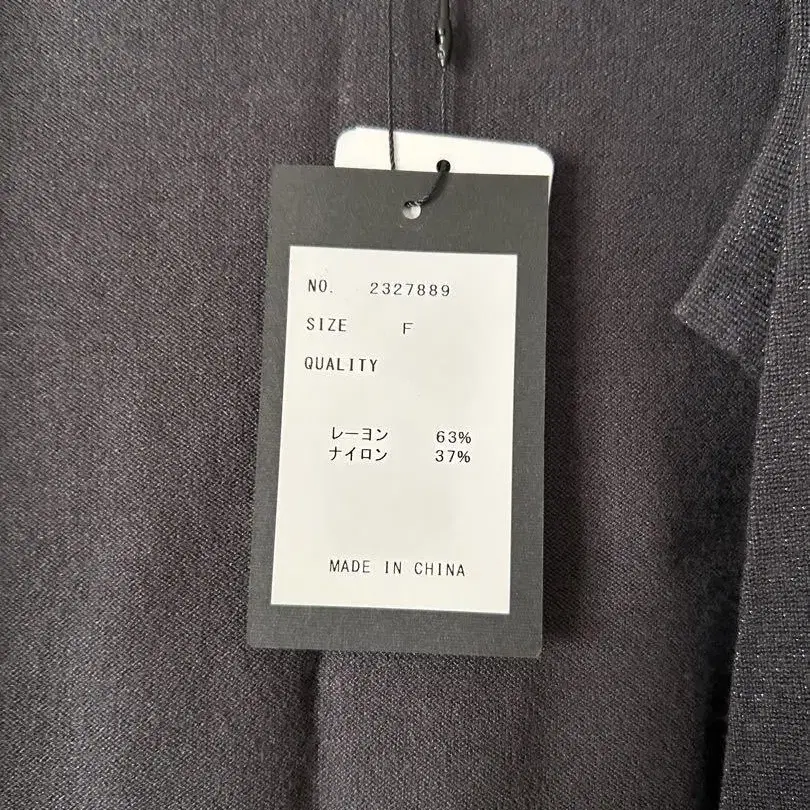 NO. 2327889
SIZE F
QUALITY
レーヨン 63%
ナイロン 37%
MADE IN CHINA